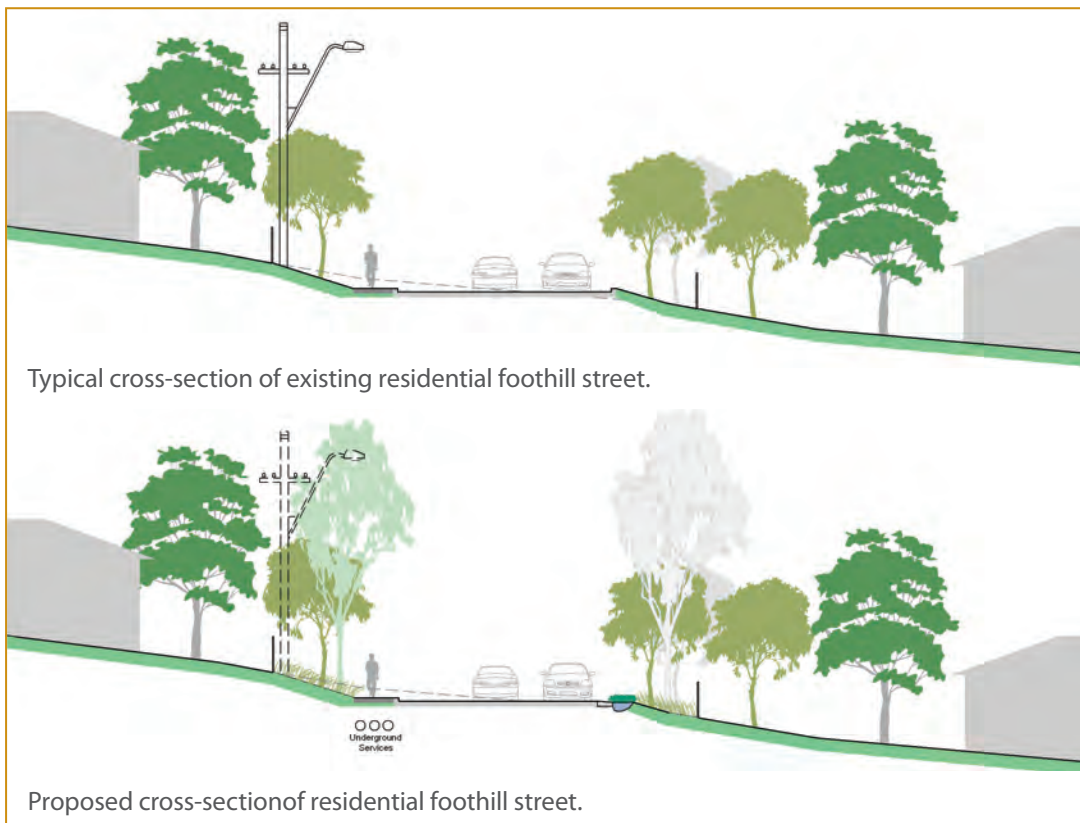 Typical cross-section of existing residential foothill street.
Underground
Services
Proposed cross-sectionof residential foothill street.